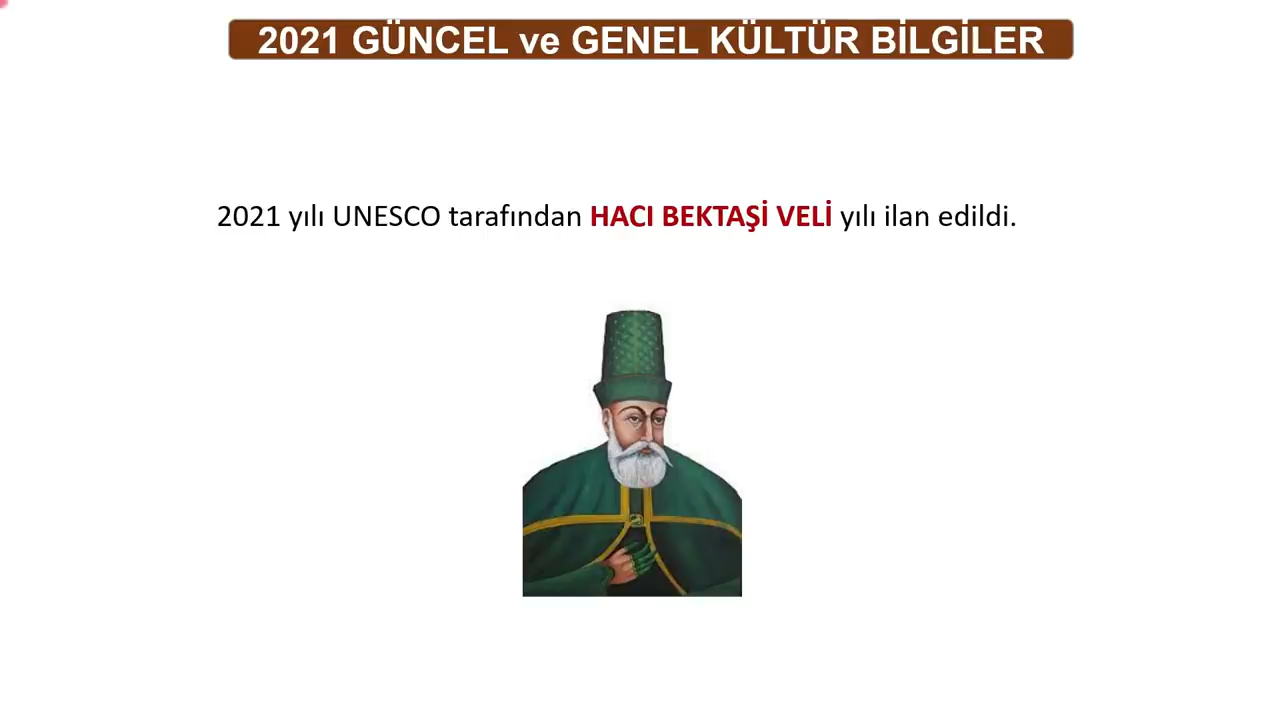 2021 GÜNCEL ve GENEL KÜLTÜR BİLGİLER
2021 yılı UNESCO tarafından HACI BEKTAŞİ VELİ yılı ilan edildi.